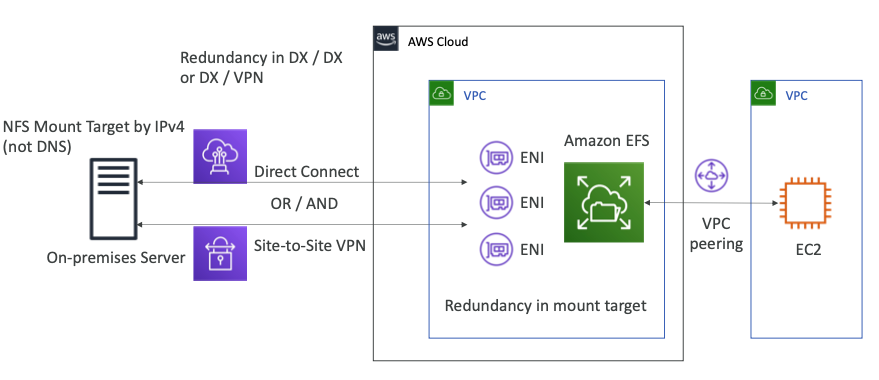 Redundancy in DX / DX
or DX / VPN
NFS Mount Target by IPv4
(not DNS)
Direct Connect
OR / AND
Site-to-Site VPN
On-premises Server
aws
AWS Cloud
VPC
ENI
ENI
ENI
Amazon EFS
Redundancy in mount target
VPC
peering
VPC
EC2